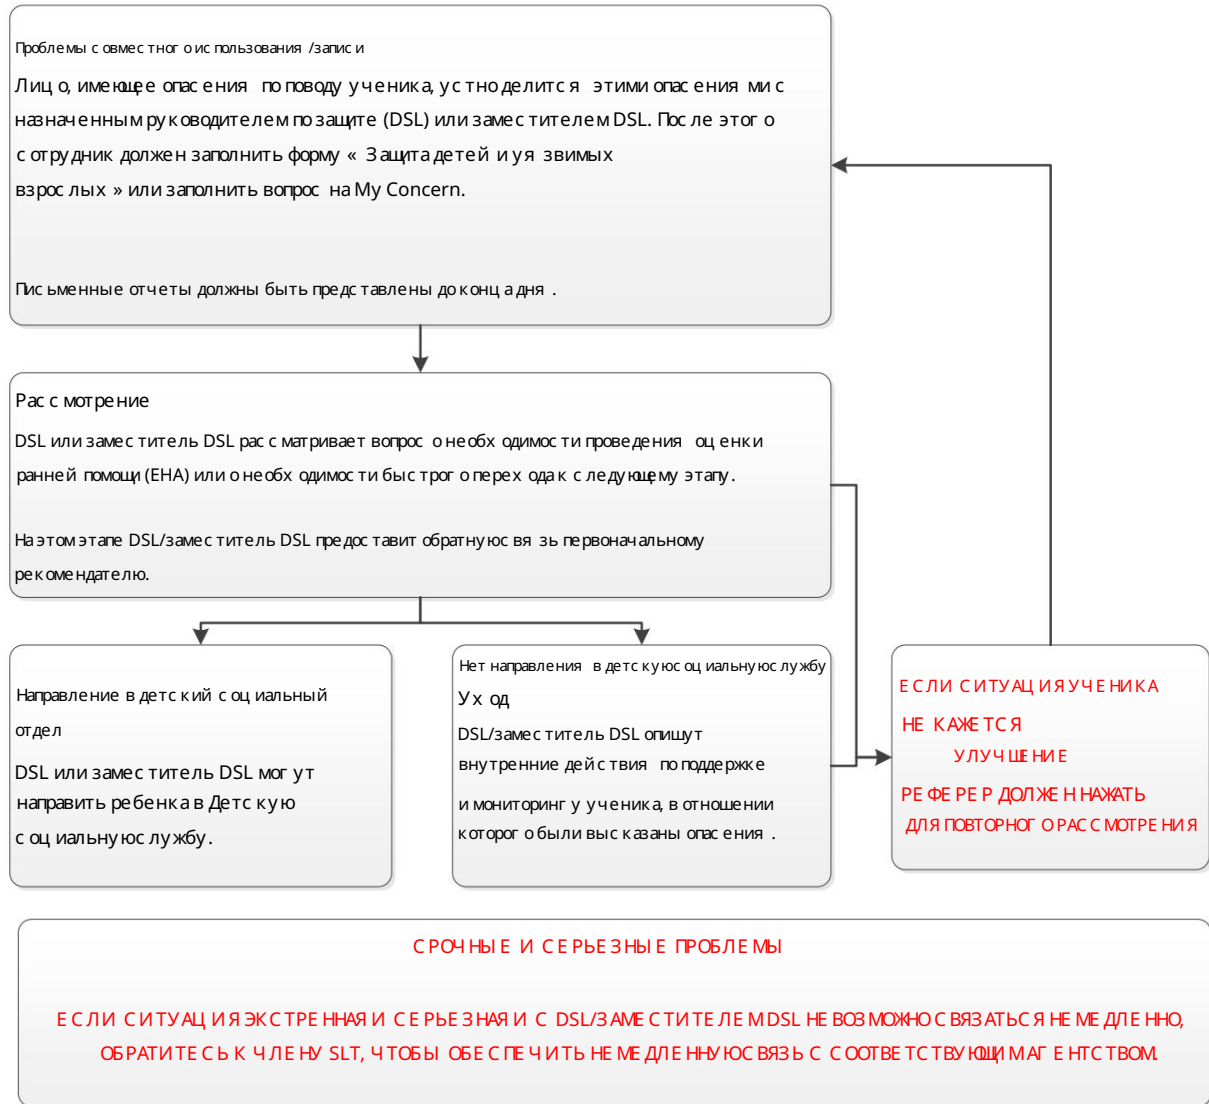 Проблемы совместного использования /записи
Лицо, имеющее опасения по поводу ученика, устно делится этими опасениями с
назначенным руководителем по защите (DSL) или заместителем DSL. После этого
сотрудник должен заполнить форму « Защита детей и уязвимых
взрослых » или заполнить вопрос на My Concern.
Письменные отчеты должны быть представлены до конца дня .
Рассмотрение
DSL или заместитель DSL рассматривает вопрос о необходимости проведения оценки
ранней помощи (EHA) или о необходимости быстрого перехода к следующему этапу.
На этом этапе DSL/заместитель DSL предоставит обратную связь первоначальному
рекомендателю.
Направление в детский социальный
отдел
DSL или заместитель DSL могут
направить ребенка в Детскую
социальную службу.
Нет направления в детскую социальную службу
Уход
DSL/заместитель DSL опишут
внутренние действия по поддержке
и мониторингу ученика, в отношении
которого были высказаны опасения .
ЕСЛИ СИТУАЦИЯ УЧЕНИКА
НЕ КАЖЕТСЯ
УЛУЧШЕНИЕ
РЕФЕРЕР ДОЛЖЕН НАЖАТЬ
ДЛЯ ПОВТОРНОГО РАССМОТРЕНИЯ
СРОЧНЫЕ И СЕРЬЕЗНЫЕ ПРОБЛЕМЫ
ЕСЛИ СИТУАЦИЯ ЭКСТРЕННАЯ И СЕРЬЕЗНАЯ И С DSL/ЗАМЕСТИТЕЛЕМ DSL НЕВОЗМОЖНО СВЯЗАТЬСЯ НЕМЕДЛЕННО,
ОБРАТИТЕСЬ К ЧЛЕНУ SLT, ЧТОБЫ ОБЕСПЕЧИТЬ НЕМЕДЛЕННУЮ СВЯЗЬ С СООТВЕТСТВУЮЩИМ АГЕНТСТВОМ.